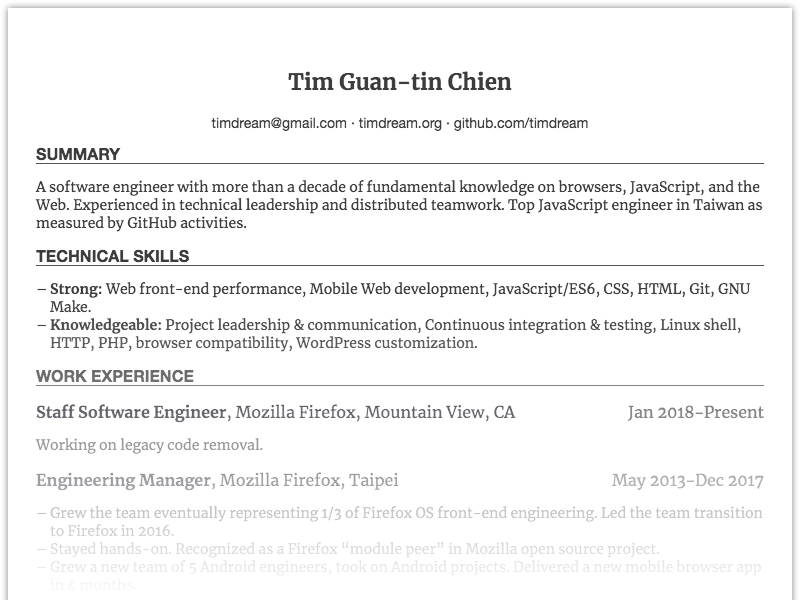 Tim Guan-tin Chien
timdream@gmail.com · timdream.org · github.com/timdream
SUMMARY
A software engineer with more than a decade of fundamental knowledge on browsers, JavaScript, and the
Web. Experienced in technical leadership and distributed teamwork. Top JavaScript engineer in Taiwan as
measured by GitHub activities.
TECHNICAL SKILLS
– Strong: Web front-end performance, Mobile Web development, JavaScript/ES6, CSS, HTML, Git, GNU
Make.
– Knowledgeable: Project leadership & communication, Continuous integration & testing, Linux shell,
HTTP, PHP, browser compatibility, WordPress customization.
WORK EXPERIENCE
Staff Software Engineer, Mozilla Firefox, Mountain View, CA Jan 2018–Present
Working on legacy code removal.
Engineering Manager, Mozilla Firefox, Taipei May 2013–Dec 2017
– Grew the team eventually representing 1/3 of Firefox OS front-end engineering. Led the team transition
to Firefox in 2016.
– Stayed hands-on. Recognized as a Firefox “module peer” in Mozilla open source project.
– Grew a new team of 5 Android engineers, took on Android projects. Delivered a new mobile browser app
in 4 months.